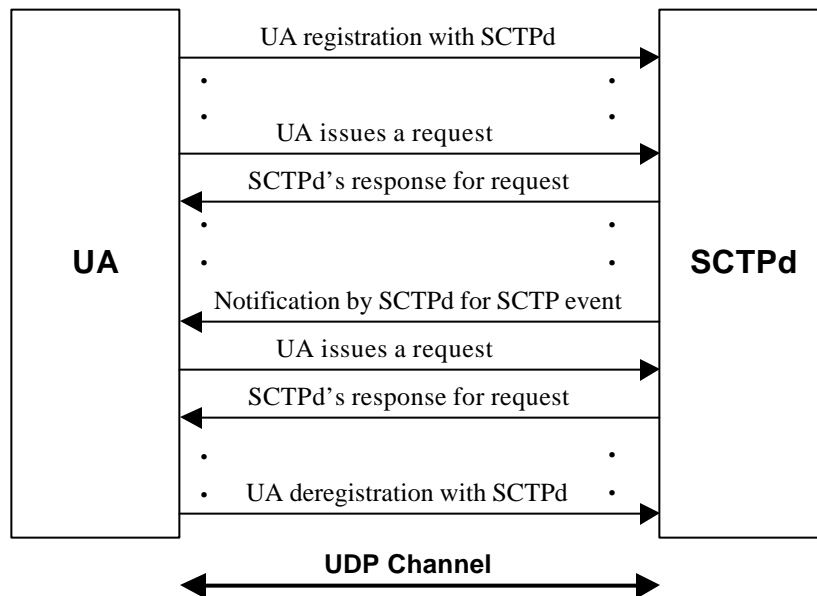 UA registration with SCTPd
UA issues a request
SCTPd's response for request
UA
SCTPd
Notification by SCTPd for SCTP event
UA issues a request
SCTPd's response for request
UA deregistration with SCTPd
UDP Channel